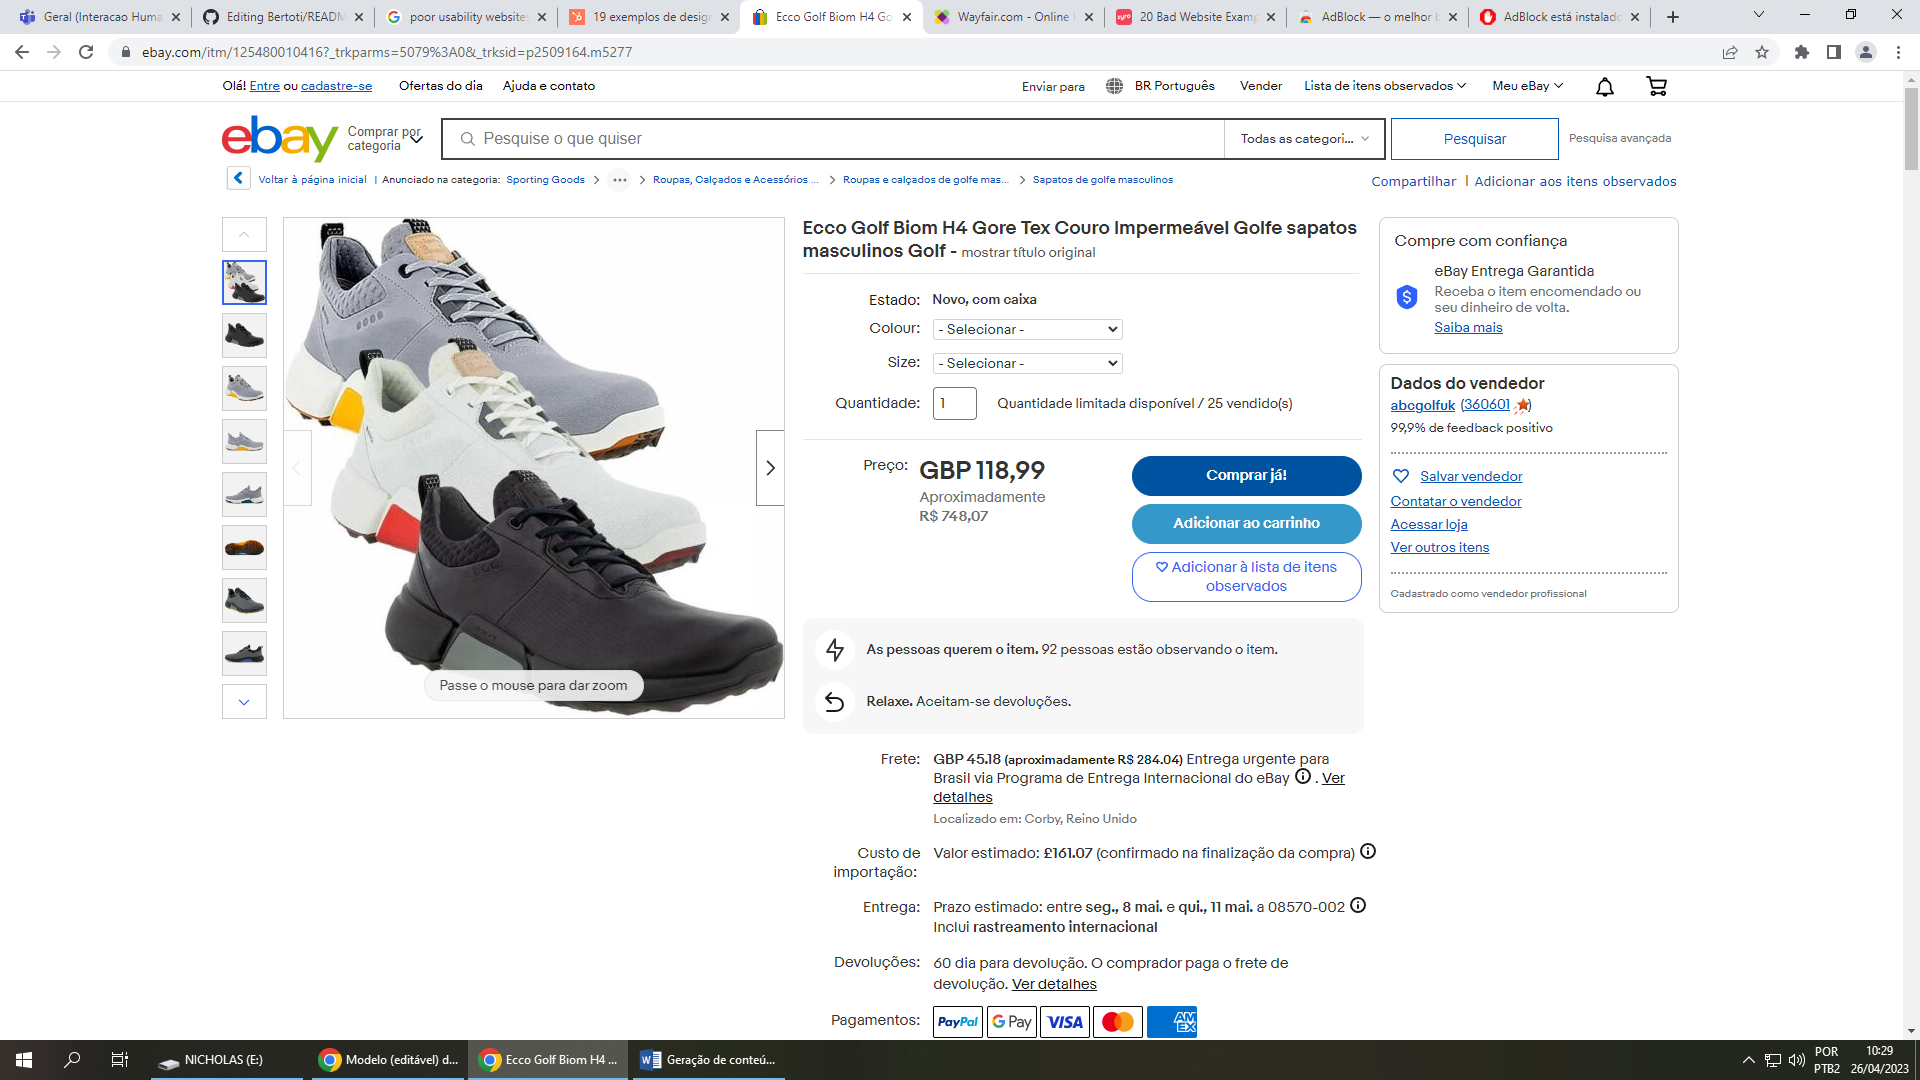 Geral (Interacao Huma
Editing Bertoti/READM
poor usability website
19 exemplos de design
Ecco Golf Biom H4 Go
Wayfair.com - Online
20 Bad Website Examp
AdBlock — o melhor b
AdBlock está instalado
ebay.com/itm/125480010416?_trkparms=5079%3A0&_trksid=p2509164.m5277
Olá! Entre ou cadastre-se
Ofertas do dia
Ajuda e contato
Enviar para
BR Português
Vender
Lista de itens observados
Meu eBay
ebay
Comprar por categoria
Pesquise o que quiser
Todas as categori...
Pesquisar
Pesquisa avançada
Voltar à página inicial | Anunciado na categoria: Sporting Goods > ••• > Roupas, Calçados e Acessórios ... > Roupas e calçados de golfe mas... > Sapatos de golfe masculinos
Compartilhar | Adicionar aos itens observados
Ecco Golf Biom H4 Gore Tex Couro Impermeável Golfe sapatos
masculinos Golf - mostrar título original
Estado: Novo, com caixa
Colour: - Selecionar -
Size: - Selecionar -
Quantidade: 1 Quantidade limitada disponível / 25 vendido(s)
Preço: GBP 118,99
Aproximadamente
R$ 748,07
Comprar já!
Adicionar ao carrinho
Adicionar à lista de itens
observados
Passe o mouse para dar zoom
As pessoas querem o item. 92 pessoas estão observando o item.
Relaxe. Aceitam-se devoluções.
Frete: GBP 45.18 (aproximadamente R$ 284.04) Entrega urgente para
Brasil via Programa de Entrega Internacional do eBay . Ver
detalhes
Localizado em: Corby, Reino Unido
Custo de
importação:
Valor estimado: £161.07 (confirmado na finalização da compra)
Entrega: Prazo estimado: entre seg., 8 mai. e qui., 11 mai. a 08570-002
Inclui rastreamento internacional
Devoluções: 60 dia para devolução. O comprador paga o frete de
devolução. Ver detalhes
Pagamentos: PayPal G Pay VISA AMEX
Compre com confiança
eBay Entrega Garantida
Receba o item encomendado ou
seu dinheiro de volta.
Saiba mais
Dados do vendedor
abcgolfuk (360601)
99,9% de feedback positivo
Salvar vendedor
Contatar o vendedor
Acessar loja
Ver outros itens
Cadastrado como vendedor profissional
NICHOLAS (E:)
Modelo (editável) d...
Ecco Golf Biom H4 ...
Geração de conteú...
POR
PTB2
10:29
26/04/2023